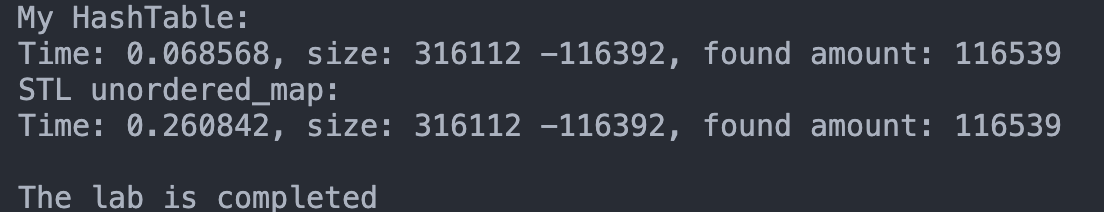 My HashTable:
Time: 0.068568, size: 316112 -116392, found amount: 116539
STL unordered_map:
Time: 0.260842, size: 316112 -116392, found amount: 116539
The lab is completed